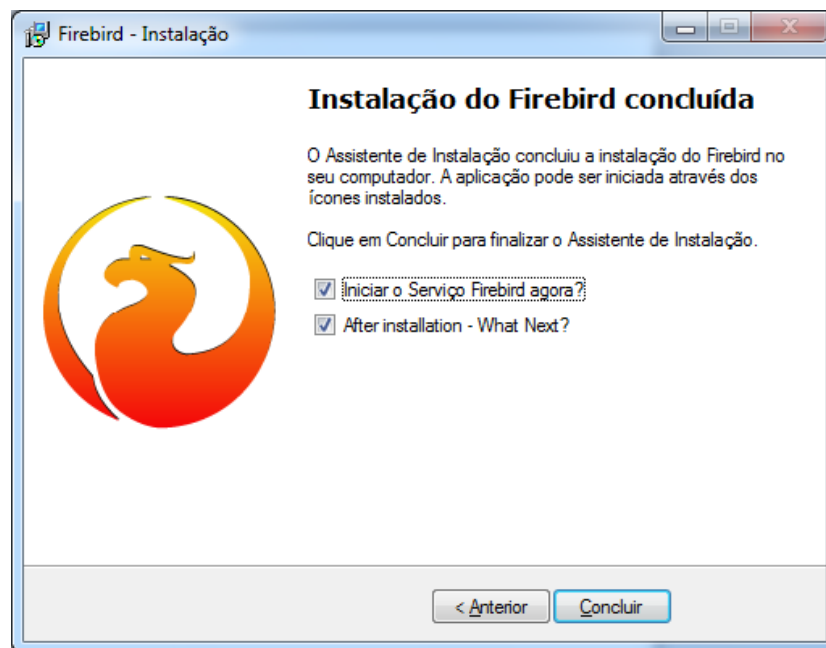 Firebird - Instalação
Instalação do Firebird concluída
O Assistente de Instalação concluiu a instalação do Firebird no
seu computador. A aplicação pode ser iniciada através dos
ícones instalados.
Clique em Concluir para finalizar o Assistente de Instalação.
Iniciar o Serviço Firebird agora?
After installation - What Next?
< Anterior
Concluir